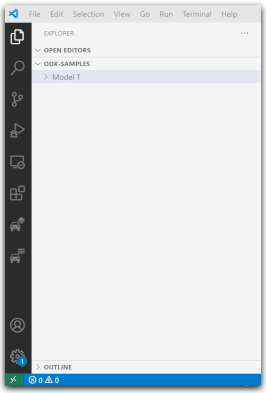 File Edit Selection View Go Run Terminal Help
EXPLORER ···
OPEN EDITORS
ODX-SAMPLES
Model T
OUTLINE
1
0 0